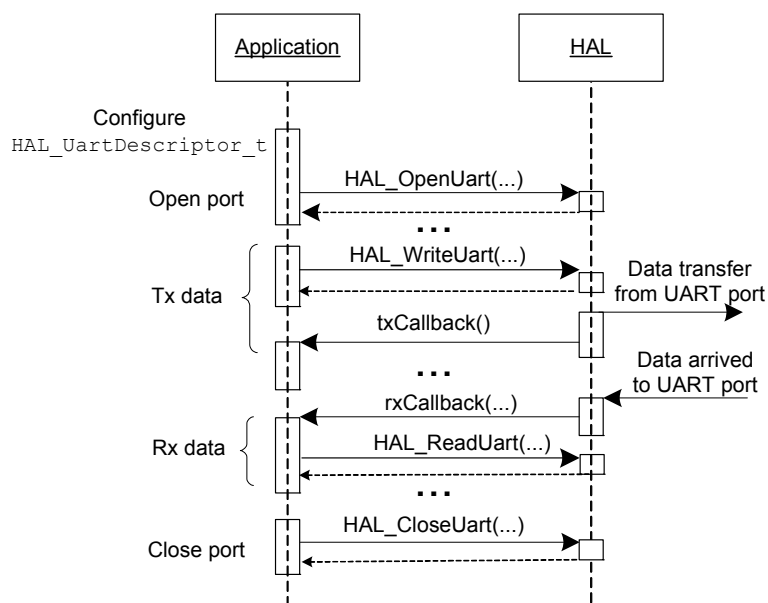 Application
HAL
Configure
HAL_UartDescriptor_t
HAL_OpenUart(...)
Open port
...
HAL_WriteUart(...)
Data transfer
from UART port
Tx data
txCallback()
...
Data arrived
to UART port
rxCallback(...)
Rx data
HAL_ReadUart(...)
...
HAL_CloseUart(...)
Close port